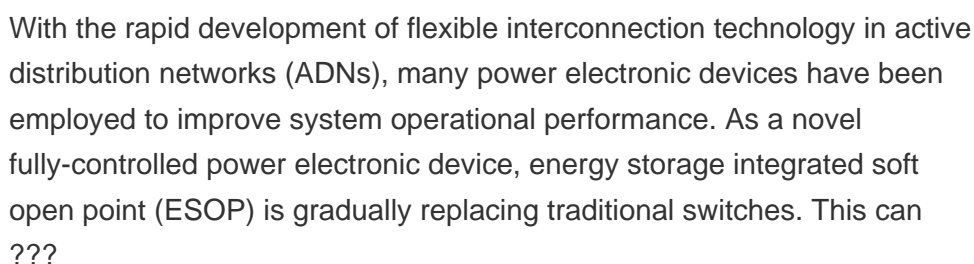 With the rapid development of flexible interconnection technology in active
distribution networks (ADNs), many power electronic devices have been
employed to improve system operational performance. As a novel
fully-controlled power electronic device, energy storage integrated soft
open point (ESOP) is gradually replacing traditional switches. This can
???